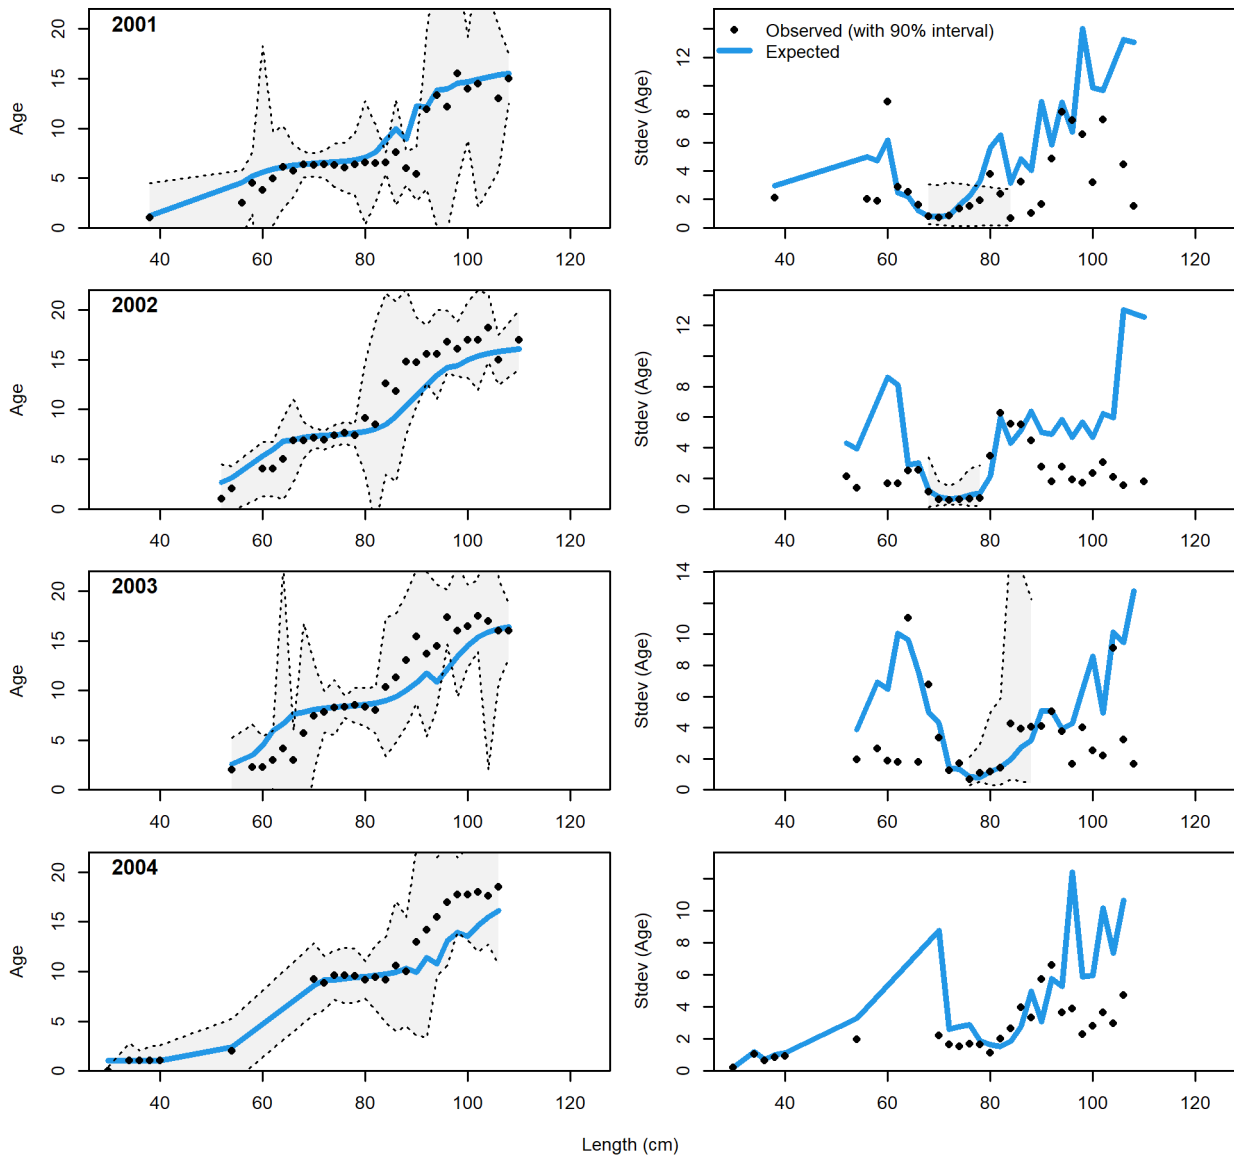 2001
Age
0 5 10 15 20
40 60 80 100 120
Observed (with 90% interval)
Expected
Stdev (Age)
0 2 4 6 8 12
40 60 80 100 120
2002
Age
0 5 10 15 20
40 60 80 100 120
Stdev (Age)
0 2 4 6 8 12
40 60 80 100 120
2003
Age
0 5 10 15 20
40 60 80 100 120
Stdev (Age)
0 2 4 6 8 10 14
40 60 80 100 120
2004
Age
0 5 10 15 20
40 60 80 100 120
Stdev (Age)
0 2 4 6 8 10
40 60 80 100 120
Length (cm)